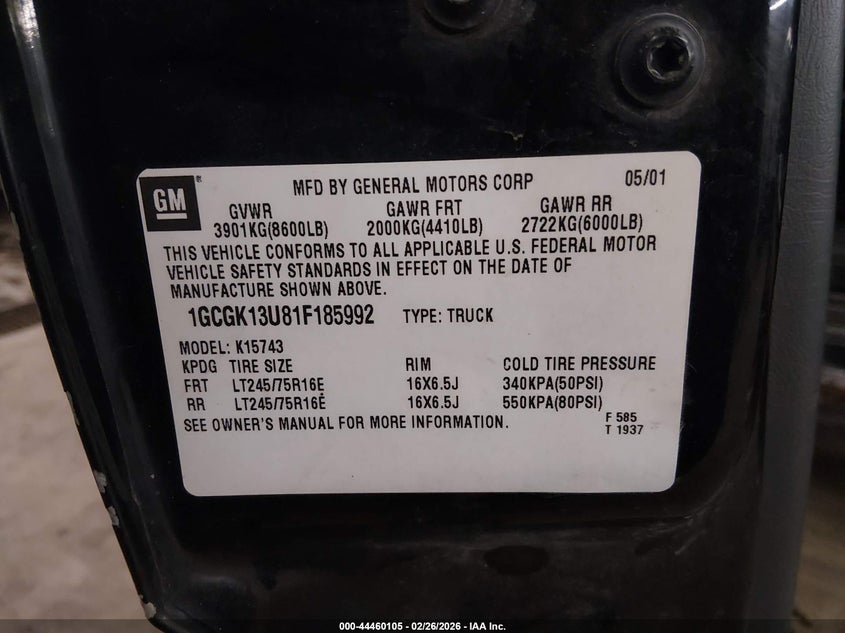 GM®
MFD BY GENERAL MOTORS CORP 05/01
GVWR GAWR FRT GAWR RR
3901KG(8600LB) 2000KG(4410LB) 2722KG(6000LB)
THIS VEHICLE CONFORMS TO ALL APPLICABLE U.S. FEDERAL MOTOR
VEHICLE SAFETY STANDARDS IN EFFECT ON THE DATE OF
MANUFACTURE SHOWN ABOVE.
1GCGK13U81F185992 TYPE: TRUCK
MODEL: K15743
KPDG TIRE SIZE RIM COLD TIRE PRESSURE
FRT LT245/75R16E 16X6.5J 340KPA(50PSI)
RR LT245/75R16E 16X6.5J 550KPA(80PSI)
SEE OWNER'S MANUAL FOR MORE INFORMATION.
F 585
T 1937
000-44460105 - 02/26/2026 - IAA Inc.